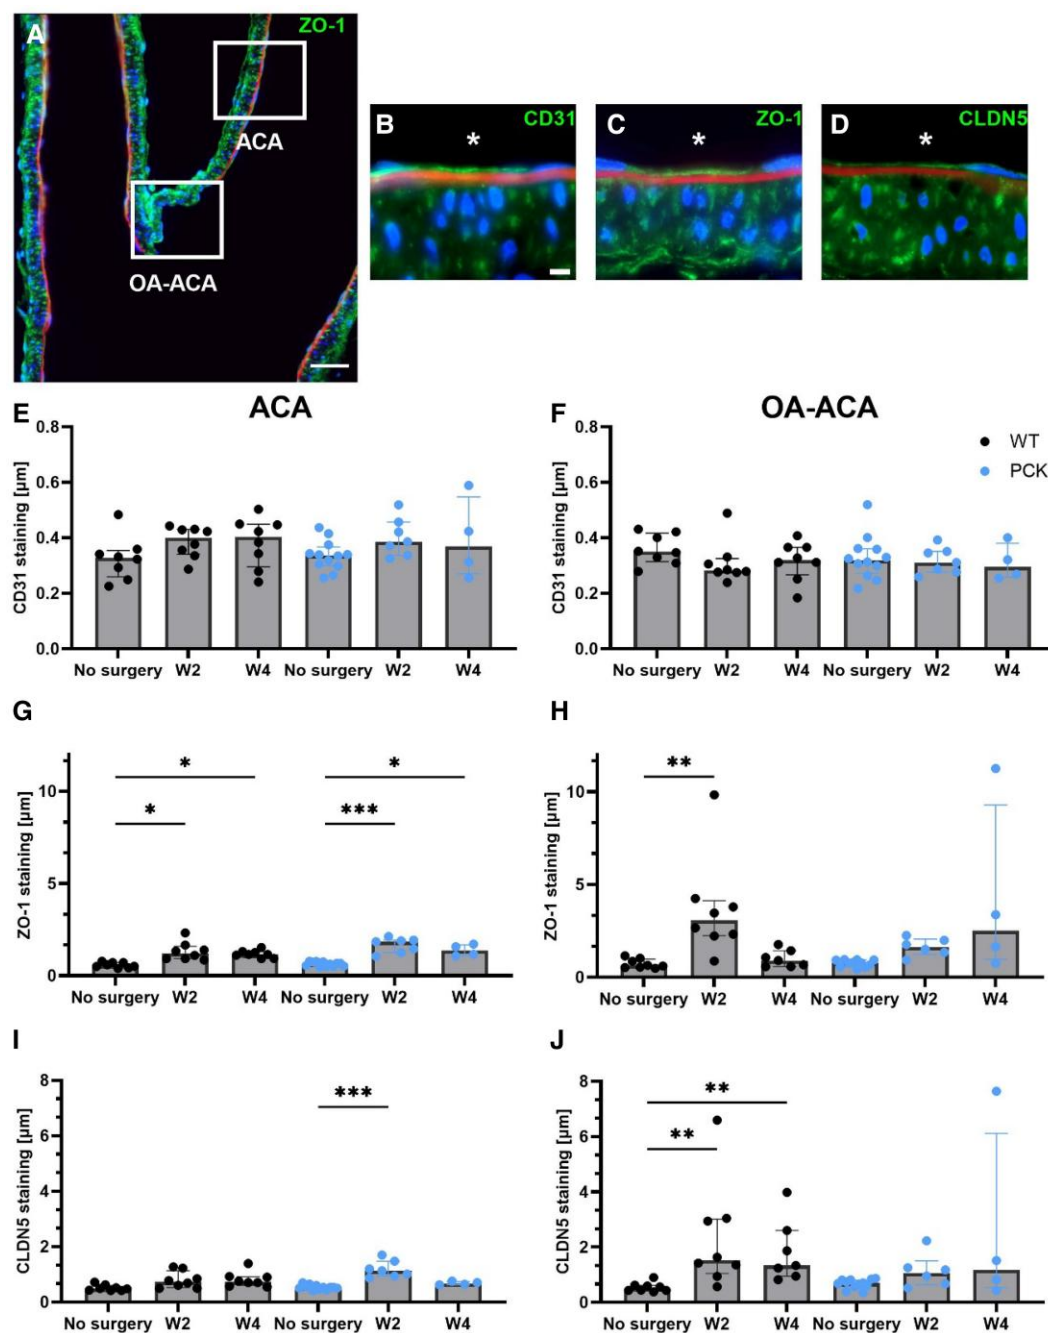 A
ZO-1
ACA
OA-ACA
B
CD31
*
C
ZO-1
*
D
CLDN5
*
E
ACA
CD31 staining [µm]
0.8
0.6
0.4
0.2
0.0
No surgery W2 W4 No surgery W2 W4
F
OA-ACA
WT
PCK
CD31 staining [µm]
0.8
0.6
0.4
0.2
0.0
No surgery W2 W4 No surgery W2 W4
G
ZO-1 staining [µm]
10
5
0
* * *** *
No surgery W2 W4 No surgery W2 W4
H
ZO-1 staining [µm]
10
5
0
**
No surgery W2 W4 No surgery W2 W4
I
CLDN5 staining [µm]
8
6
4
2
0
***
No surgery W2 W4 No surgery W2 W4
J
CLDN5 staining [µm]
8
6
4
2
0
**
**
No surgery W2 W4 No surgery W2 W4